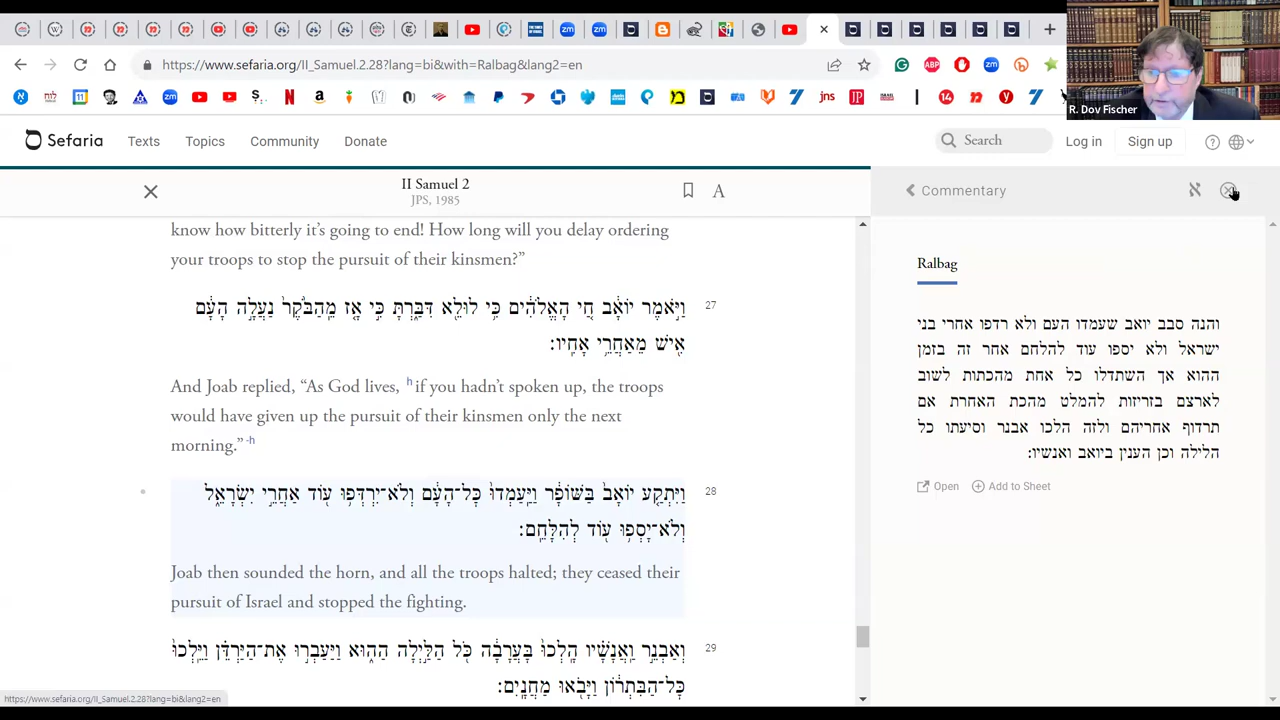 https://www.sefaria.org/II_Samuel.2.28?lang=bi&with=Ralbag&lang2=en
R. Dov Fischer
Sefaria
Texts
Topics
Community
Donate
Search
Log in
Sign up
II Samuel 2
JPS, 1985
A
Commentary
א
know how bitterly it’s going to end! How long will you delay ordering
your troops to stop the pursuit of their kinsmen?”
27
וַיֹּ֣אמֶר יוֹאָ֔ב חַ֚י הָאֱלֹהִ֔ים כִּ֥י לוּלֵ֖א דִּבַּ֑רְתָּ כִּ֣י אָ֤ז מֵֽהַבֹּ֙קֶר֙ נַעֲלָ֣ה הָעָ֔ם
אִ֖ישׁ מֵאַחֲרֵ֥י אָחִֽיו׃
And Joab replied, “As God lives, h if you hadn’t spoken up, the troops
would have given up the pursuit of their kinsmen only the next
morning.” -h
28
וַיִּתְקַ֤ע יוֹאָב֙ בַּשּׁוֹפָ֔ר וַיַּֽעַמְדוּ֙ כׇּל־הָעָ֔ם וְלֹא־יִרְדְּפ֥וּ ע֖וֹד אַחֲרֵ֣י יִשְׂרָאֵ֑ל
וְלֹא־יָסְפ֥וּ ע֖וֹד לְהִלָּחֵֽם׃
Joab then sounded the horn, and all the troops halted; they ceased their
pursuit of Israel and stopped the fighting.
29
וְאַבְנֵ֣ר וַאֲנָשָׁ֗יו הָֽלְכוּ֙ בָּעֲרָבָ֔ה כֹּ֖ל הַלַּ֣יְלָה הַה֑וּא וַיַּעַבְר֣וּ אֶת־הַיַּרְדֵּ֗ן וַיֵּֽלְכוּ֙
כׇּל־הַבִּתְר֔וֹן וַיָּבֹ֖אוּ מַחֲנָֽיִם׃
Ralbag
והנה סבב יואב שעמדו העם ולא רדפו אחרי בני
ישראל ולא יספו עוד להלחם אחר זה בזמן
ההוא אך השתדלו כל אחת מהכתות לשוב
לארצם בזריזות להמלט מהכת האחרת אם
תרדוף אחריהם ולזה הלכו אבנר וסיעתו כל
הלילה וכן הענין ביואב ואנשיו:
Open
Add to Sheet
https://www.sefaria.org/II_Samuel.2.28?lang=bi&lang2=en